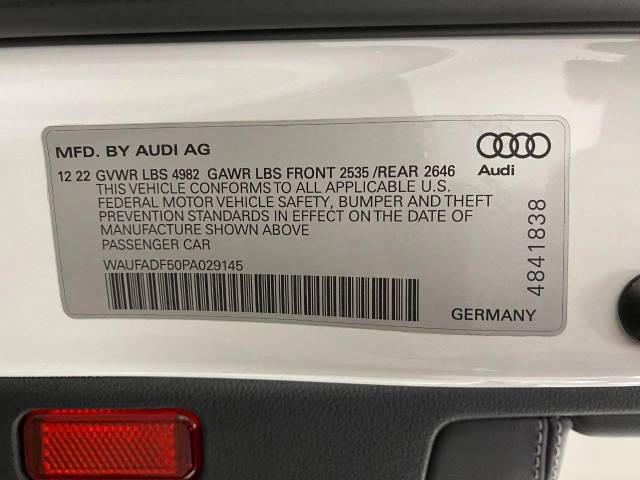 MFD. BY AUDI AG
12 22 GVWR LBS 4982 GAWR LBS FRONT 2535 /REAR 2646
THIS VEHICLE CONFORMS TO ALL APPLICABLE U.S.
FEDERAL MOTOR VEHICLE SAFETY, BUMPER AND THEFT
PREVENTION STANDARDS IN EFFECT ON THE DATE OF
MANUFACTURE SHOWN ABOVE
PASSENGER CAR
WAUFADF50PA029145
Audi
4841838
GERMANY